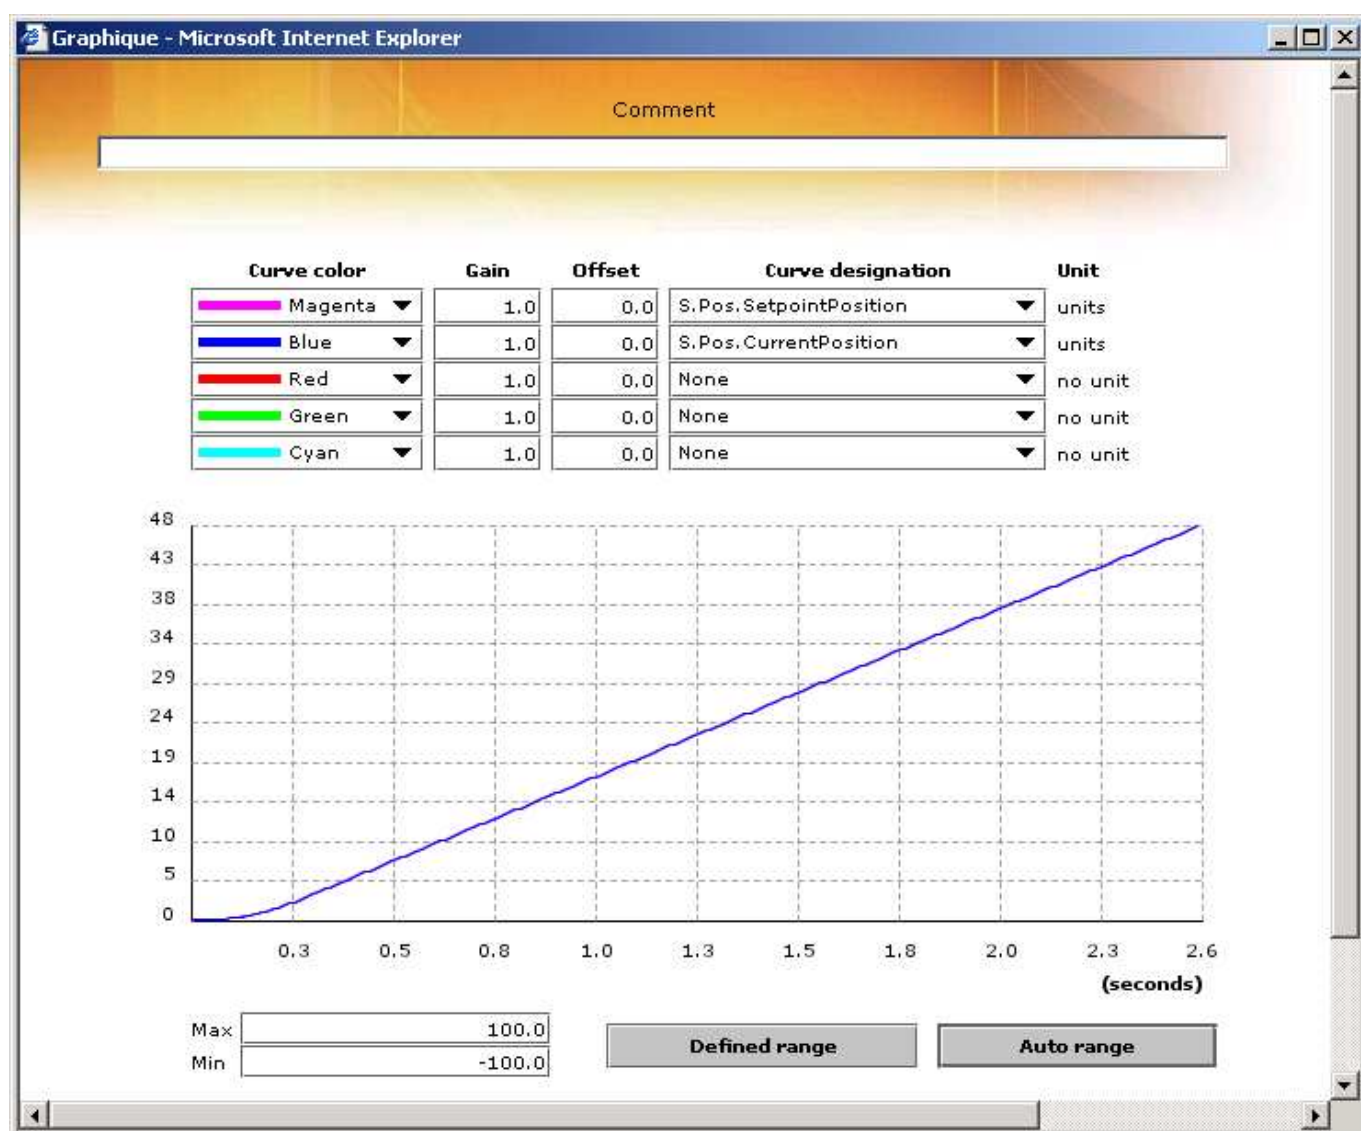 Graphique - Microsoft Internet Explorer
Comment
Curve color Gain Offset Curve designation Unit
Magenta 1.0 0.0 S.Pos.SetpointPosition units
Blue 1.0 0.0 S.Pos.CurrentPosition units
Red 1.0 0.0 None no unit
Green 1.0 0.0 None no unit
Cyan 1.0 0.0 None no unit
48
43
38
34
29
24
19
14
10
5
0
0.3 0.5 0.8 1.0 1.3 1.5 1.8 2.0 2.3 2.6
(seconds)
Max 100.0
Min -100.0
Defined range Auto range